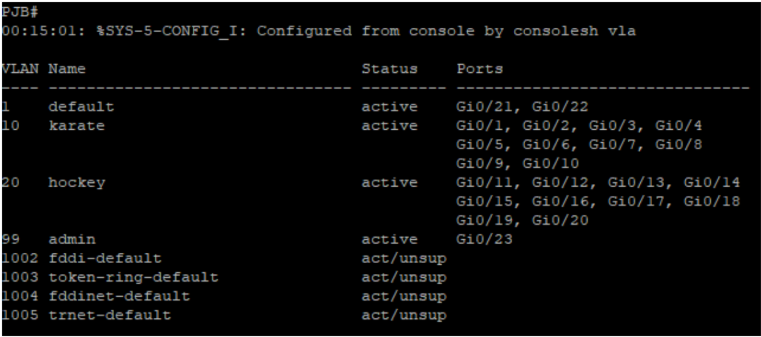 PJB#
00:15:01: %SYS-5-CONFIG_I: Configured from console by consolesh vla
VLAN Name                             Status    Ports
---- -------------------------------- --------- -------------------------------
1    default                          active    Gi0/21, Gi0/22
10   karate                           active    Gi0/1, Gi0/2, Gi0/3, Gi0/4
                                                Gi0/5, Gi0/6, Gi0/7, Gi0/8
                                                Gi0/9, Gi0/10
20   hockey                           active    Gi0/11, Gi0/12, Gi0/13, Gi0/14
                                                Gi0/15, Gi0/16, Gi0/17, Gi0/18
                                                Gi0/19, Gi0/20
99   admin                            active    Gi0/23
1002 fddi-default                     act/unsup
1003 token-ring-default               act/unsup
1004 fddinet-default                  act/unsup
1005 trnet-default                    act/unsup